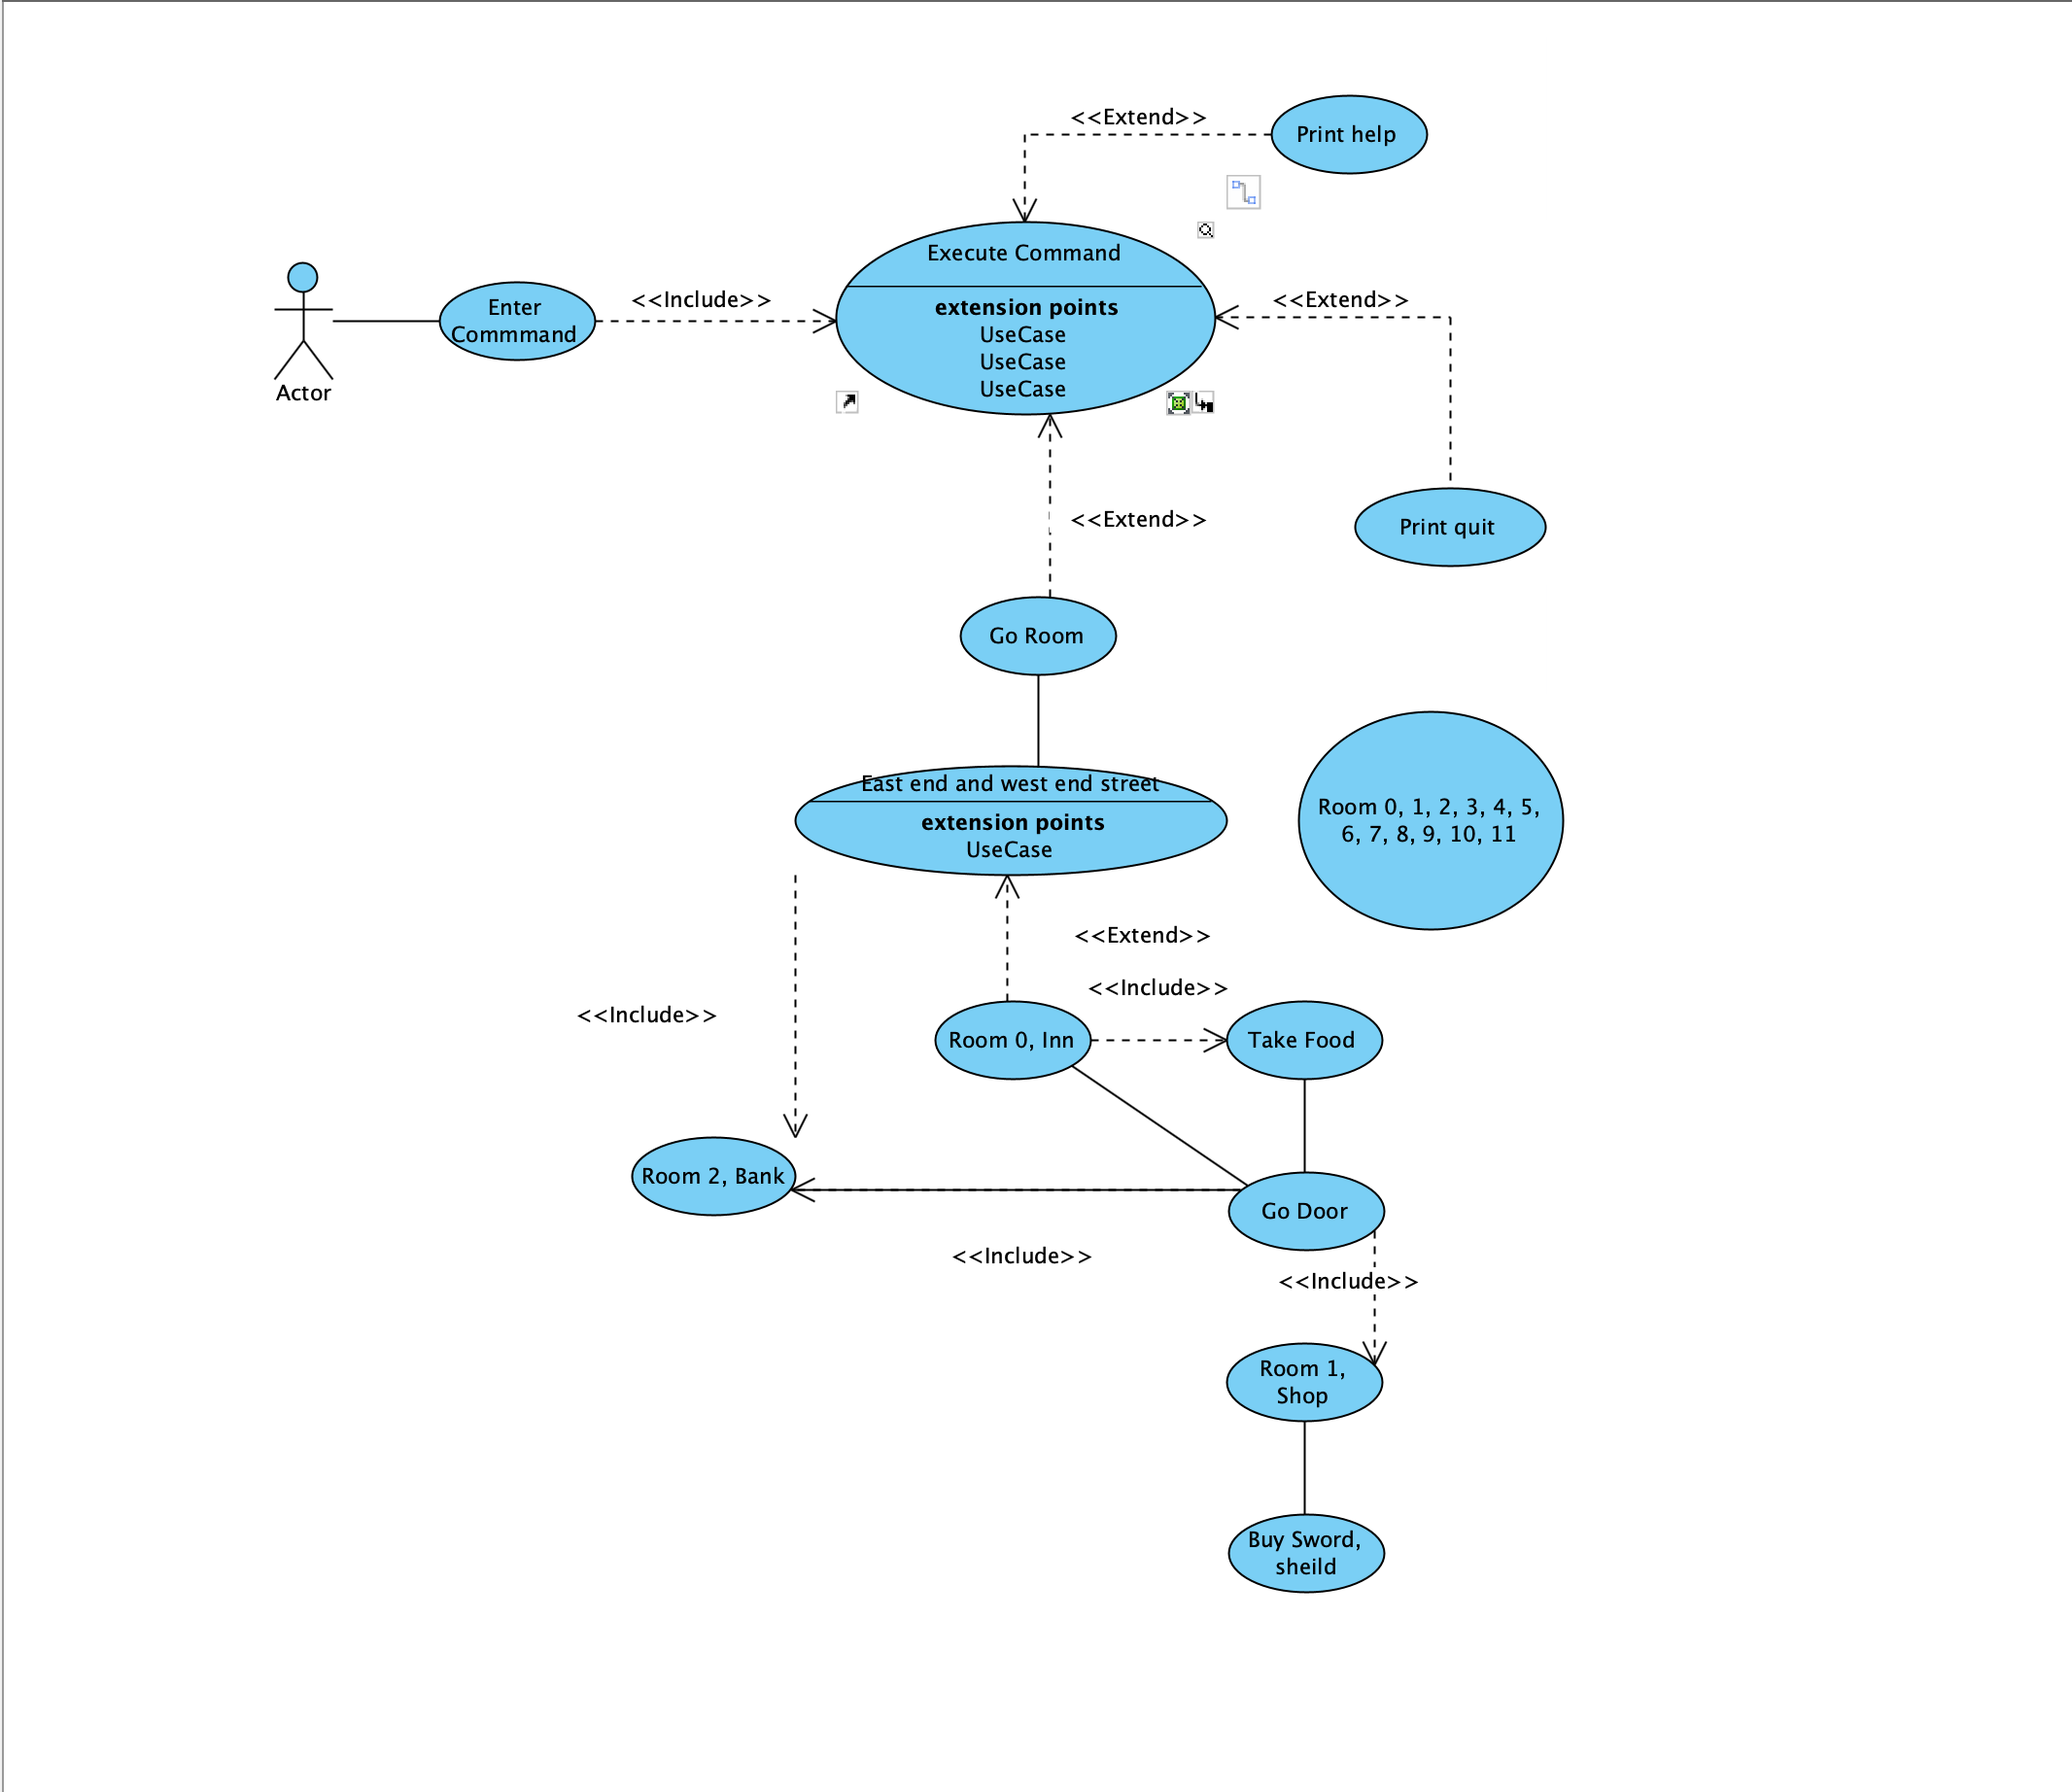 <<Extend>>
Print help
Execute Command
extension points
UseCase
UseCase
UseCase
<<Include>>
<<Extend>>
Enter
Commmand
Actor
<<Extend>>
Print quit
Go Room
East end and west end street
extension points
UseCase
Room 0, 1, 2, 3, 4, 5,
6, 7, 8, 9, 10, 11
<<Extend>>
<<Include>>
<<Include>>
Room 0, Inn
Take Food
Room 2, Bank
Go Door
<<Include>>
<<Include>>
Room 1,
Shop
Buy Sword,
sheild